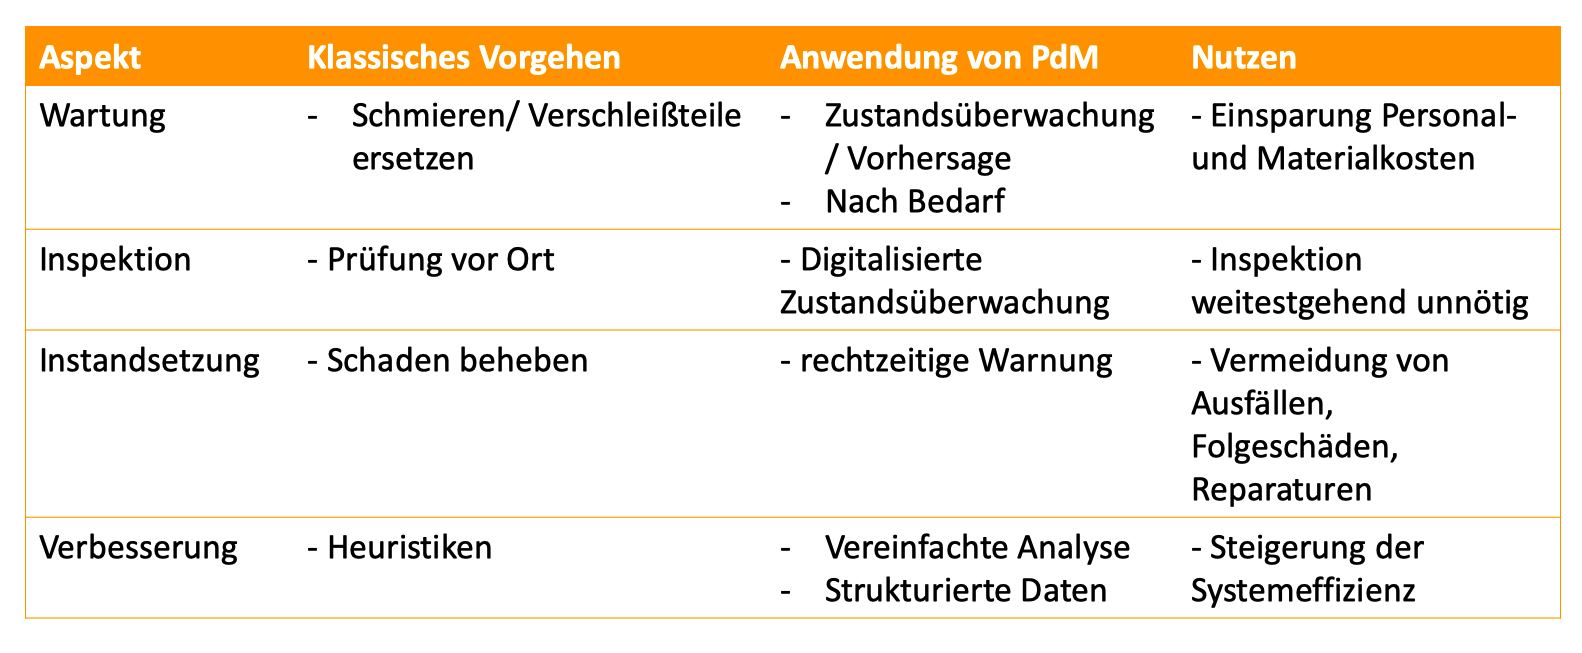 Aspekt
Klassisches Vorgehen
Anwendung von PdM
Nutzen
Wartung
- Schmieren/ Verschleißteile
ersetzen
- Zustandsüberwachung
/ Vorhersage
- Nach Bedarf
- Einsparung Personal-
und Materialkosten
Inspektion
- Prüfung vor Ort
- Digitalisierte
Zustandsüberwachung
- Inspektion
weitestgehend unnötig
Instandsetzung
- Schaden beheben
- rechtzeitige Warnung
- Vermeidung von
Ausfällen,
Folgeschäden,
Reparaturen
Verbesserung
- Heuristiken
- Vereinfachte Analyse
- Strukturierte Daten
- Steigerung der
Systemeffizienz